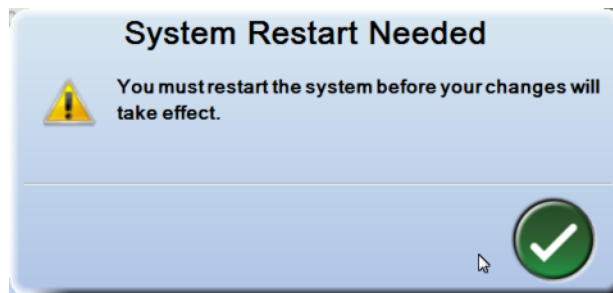 System Restart Needed
You must restart the system before your changes will
take effect.